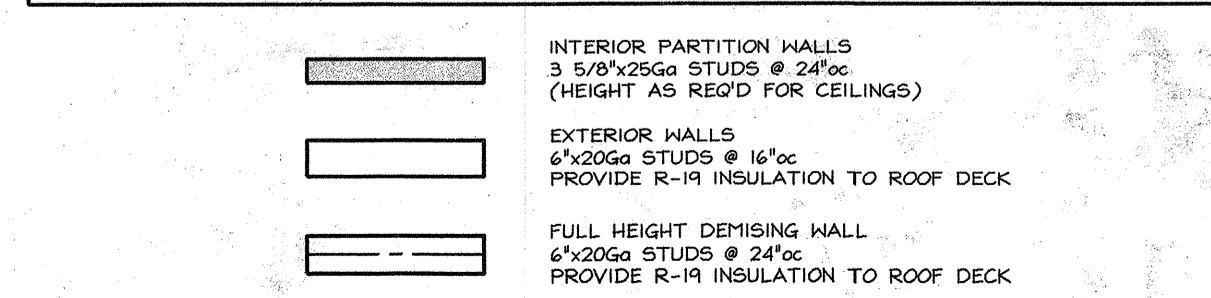 INTERIOR PARTITION WALLS
3 5/8"x25Ga STUDS @ 24"oc
(HEIGHT AS REQ'D FOR CEILINGS)
EXTERIOR WALLS
6"x20Ga STUDS @ 16"oc
PROVIDE R-19 INSULATION TO ROOF DECK
FULL HEIGHT DEMISING WALL
6"x20Ga STUDS @ 24"oc
PROVIDE R-19 INSULATION TO ROOF DECK